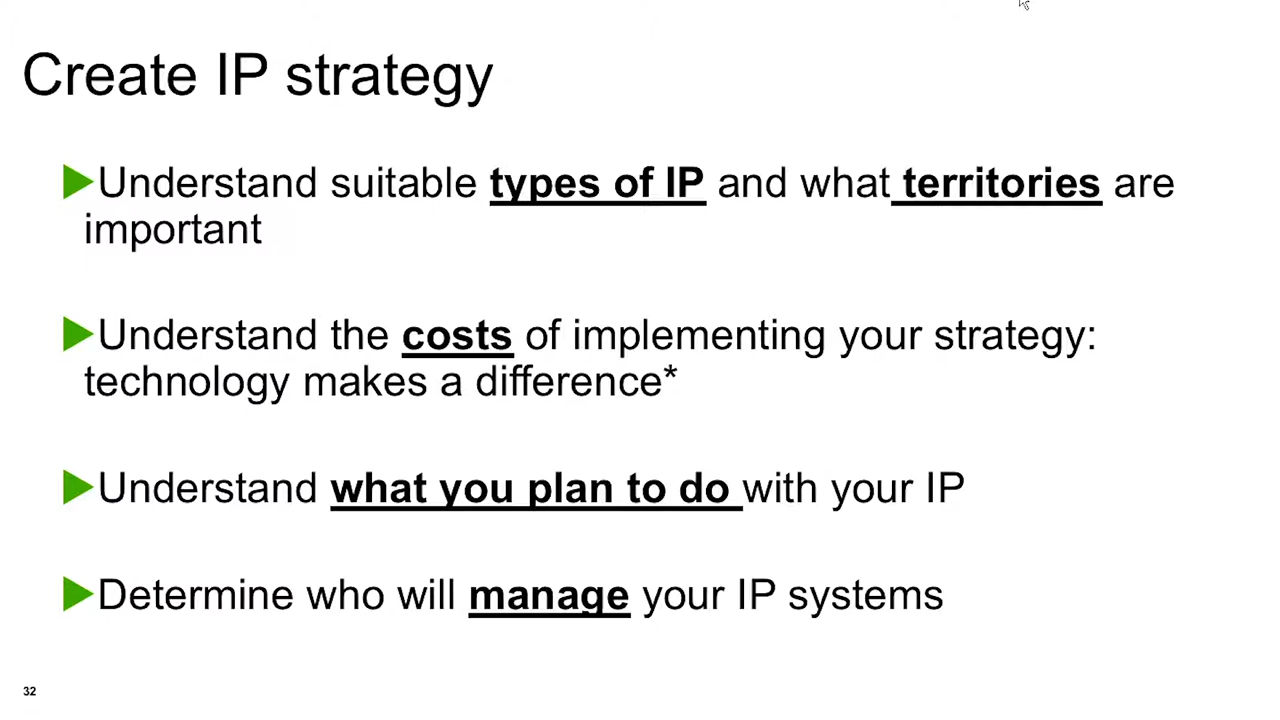 Create IP strategy
Understand suitable types of IP and what territories are
important
Understand the costs of implementing your strategy:
technology makes a difference*
Understand what you plan to do with your IP
Determine who will manage your IP systems
32